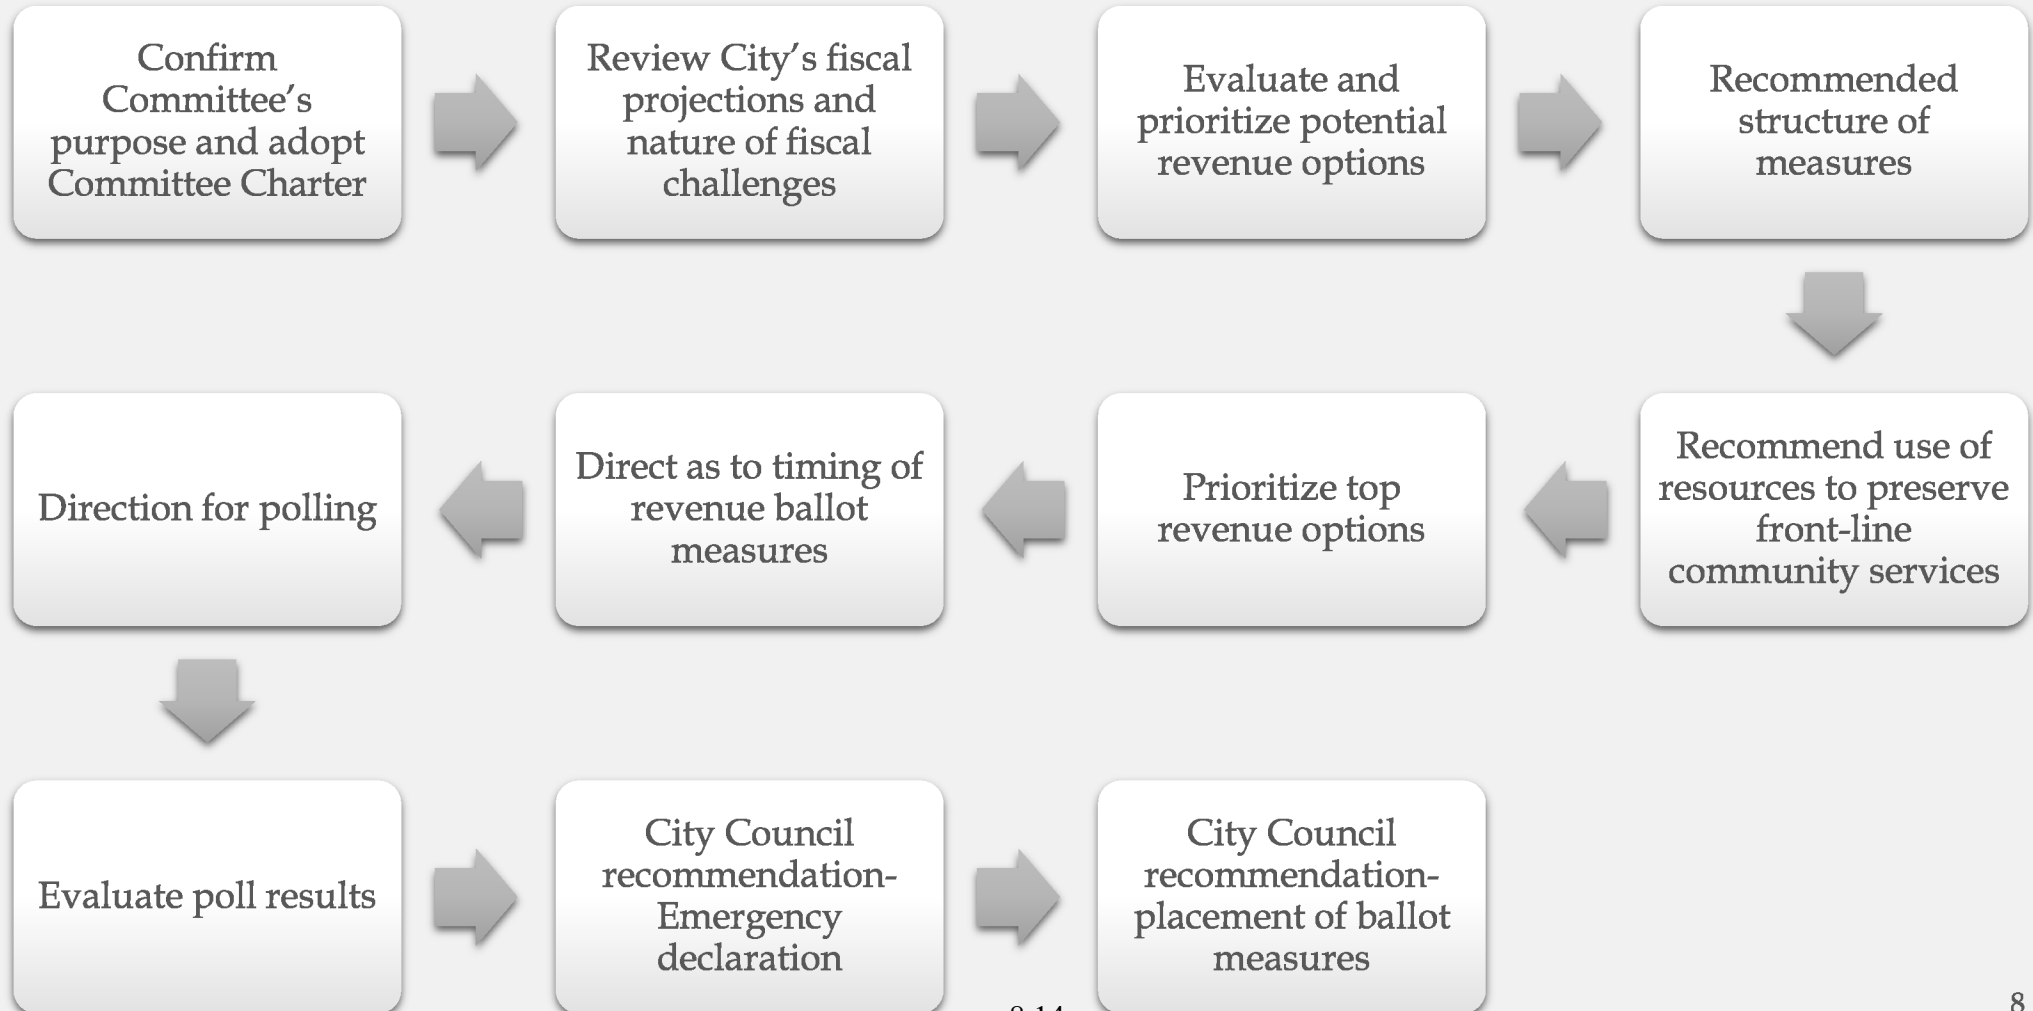 Confirm
Committee's
purpose and adopt
Committee Charter
Review City's fiscal
projections and
nature of fiscal
challenges
Evaluate and
prioritize potential
revenue options
Recommended
structure of
measures
Recommend use of
resources to preserve
front-line
community services
Prioritize top
revenue options
Direct as to timing of
revenue ballot
measures
Direction for polling
Evaluate poll results
City Council
recommendation-
Emergency
declaration
City Council
recommendation-
placement of ballot
measures
8